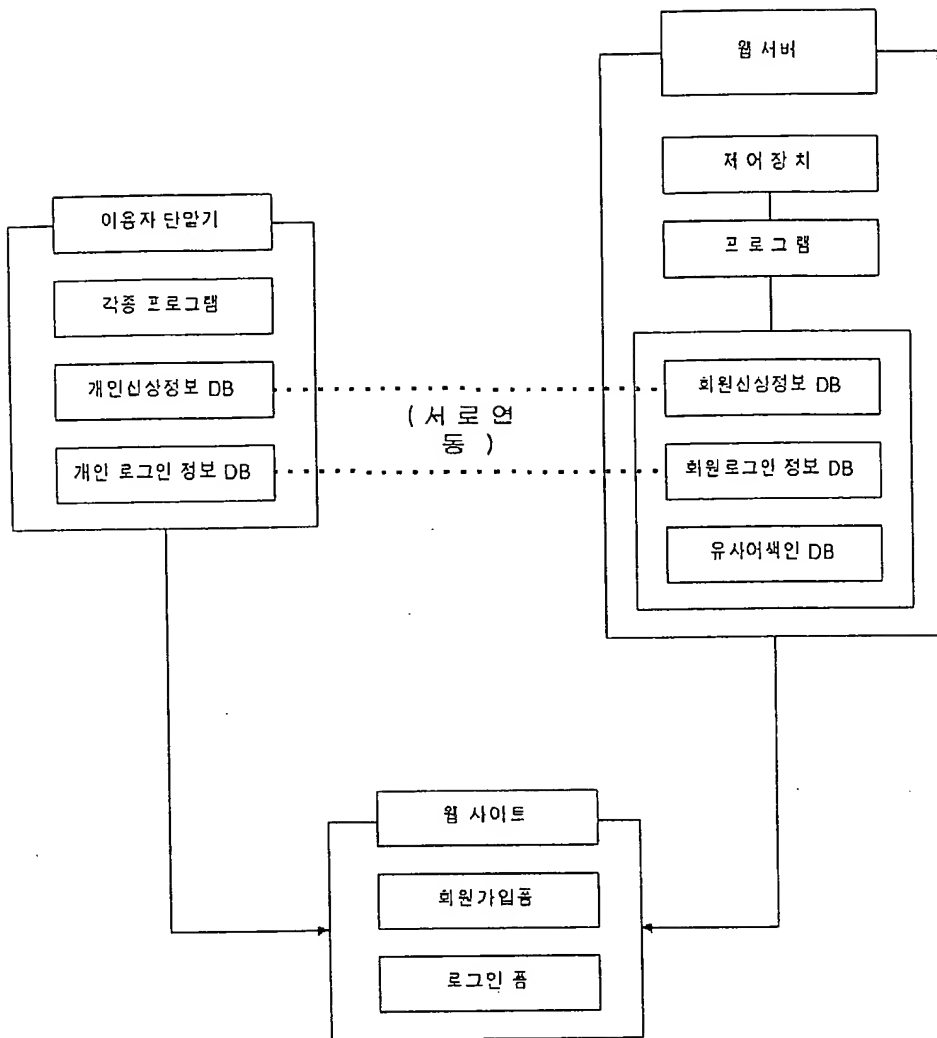 웹 서버
제 어 장 치
프 로 그 램
회원신상정보 DB
회원로그인 정보 DB
유사어색인 DB
이용자 단말기
각종 프로그램
개인신상정보 DB
개인 로그인 정보 DB
( 서 로 연
동 )
웹 사이트
회원가입폼
로그인 폼